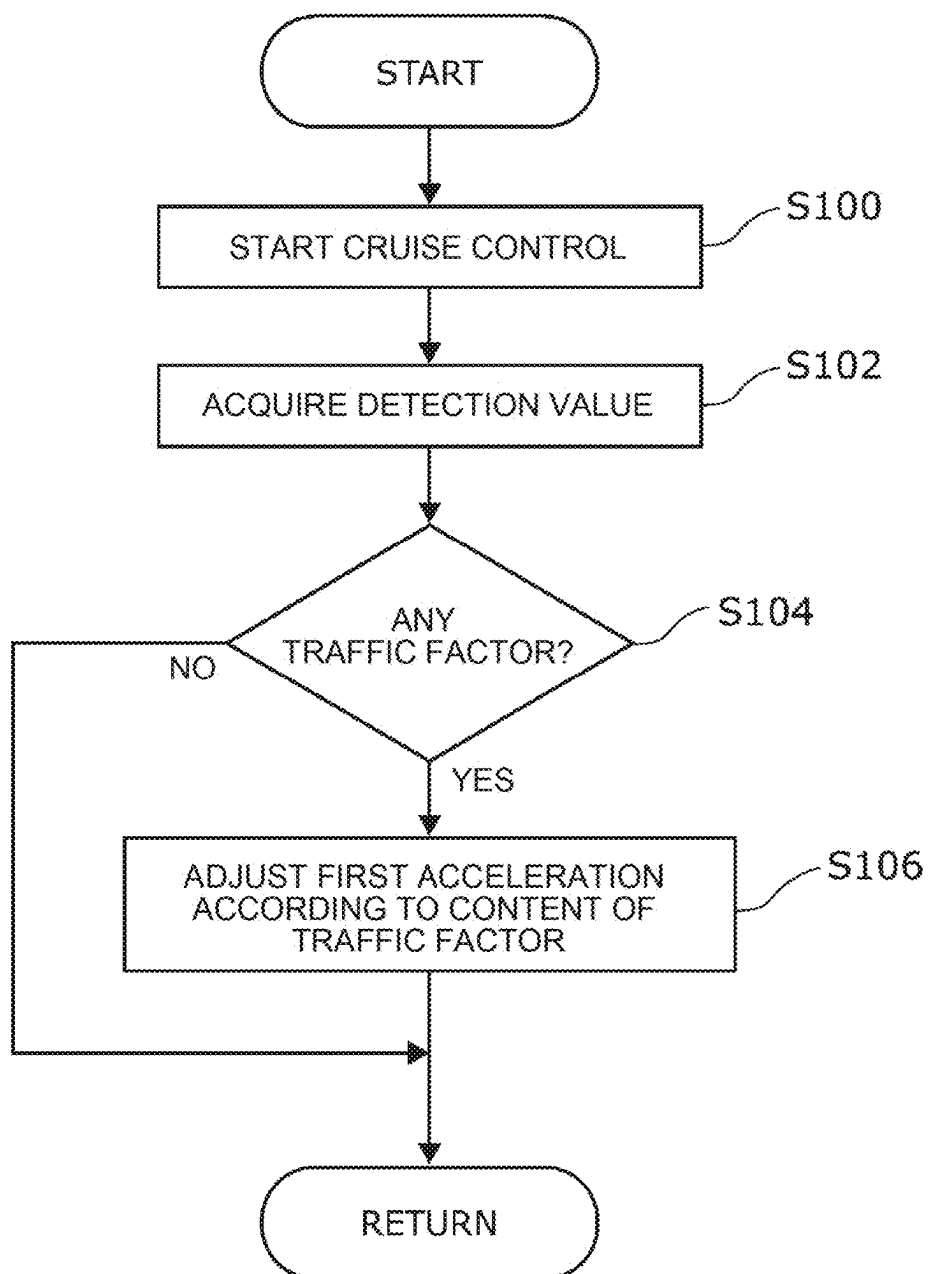 START
START CRUISE CONTROL
S100
ACQUIRE DETECTION VALUE
S102
ANY
TRAFFIC FACTOR?
S104
NO
YES
ADJUST FIRST ACCELERATION
ACCORDING TO CONTENT OF
TRAFFIC FACTOR
S106
RETURN